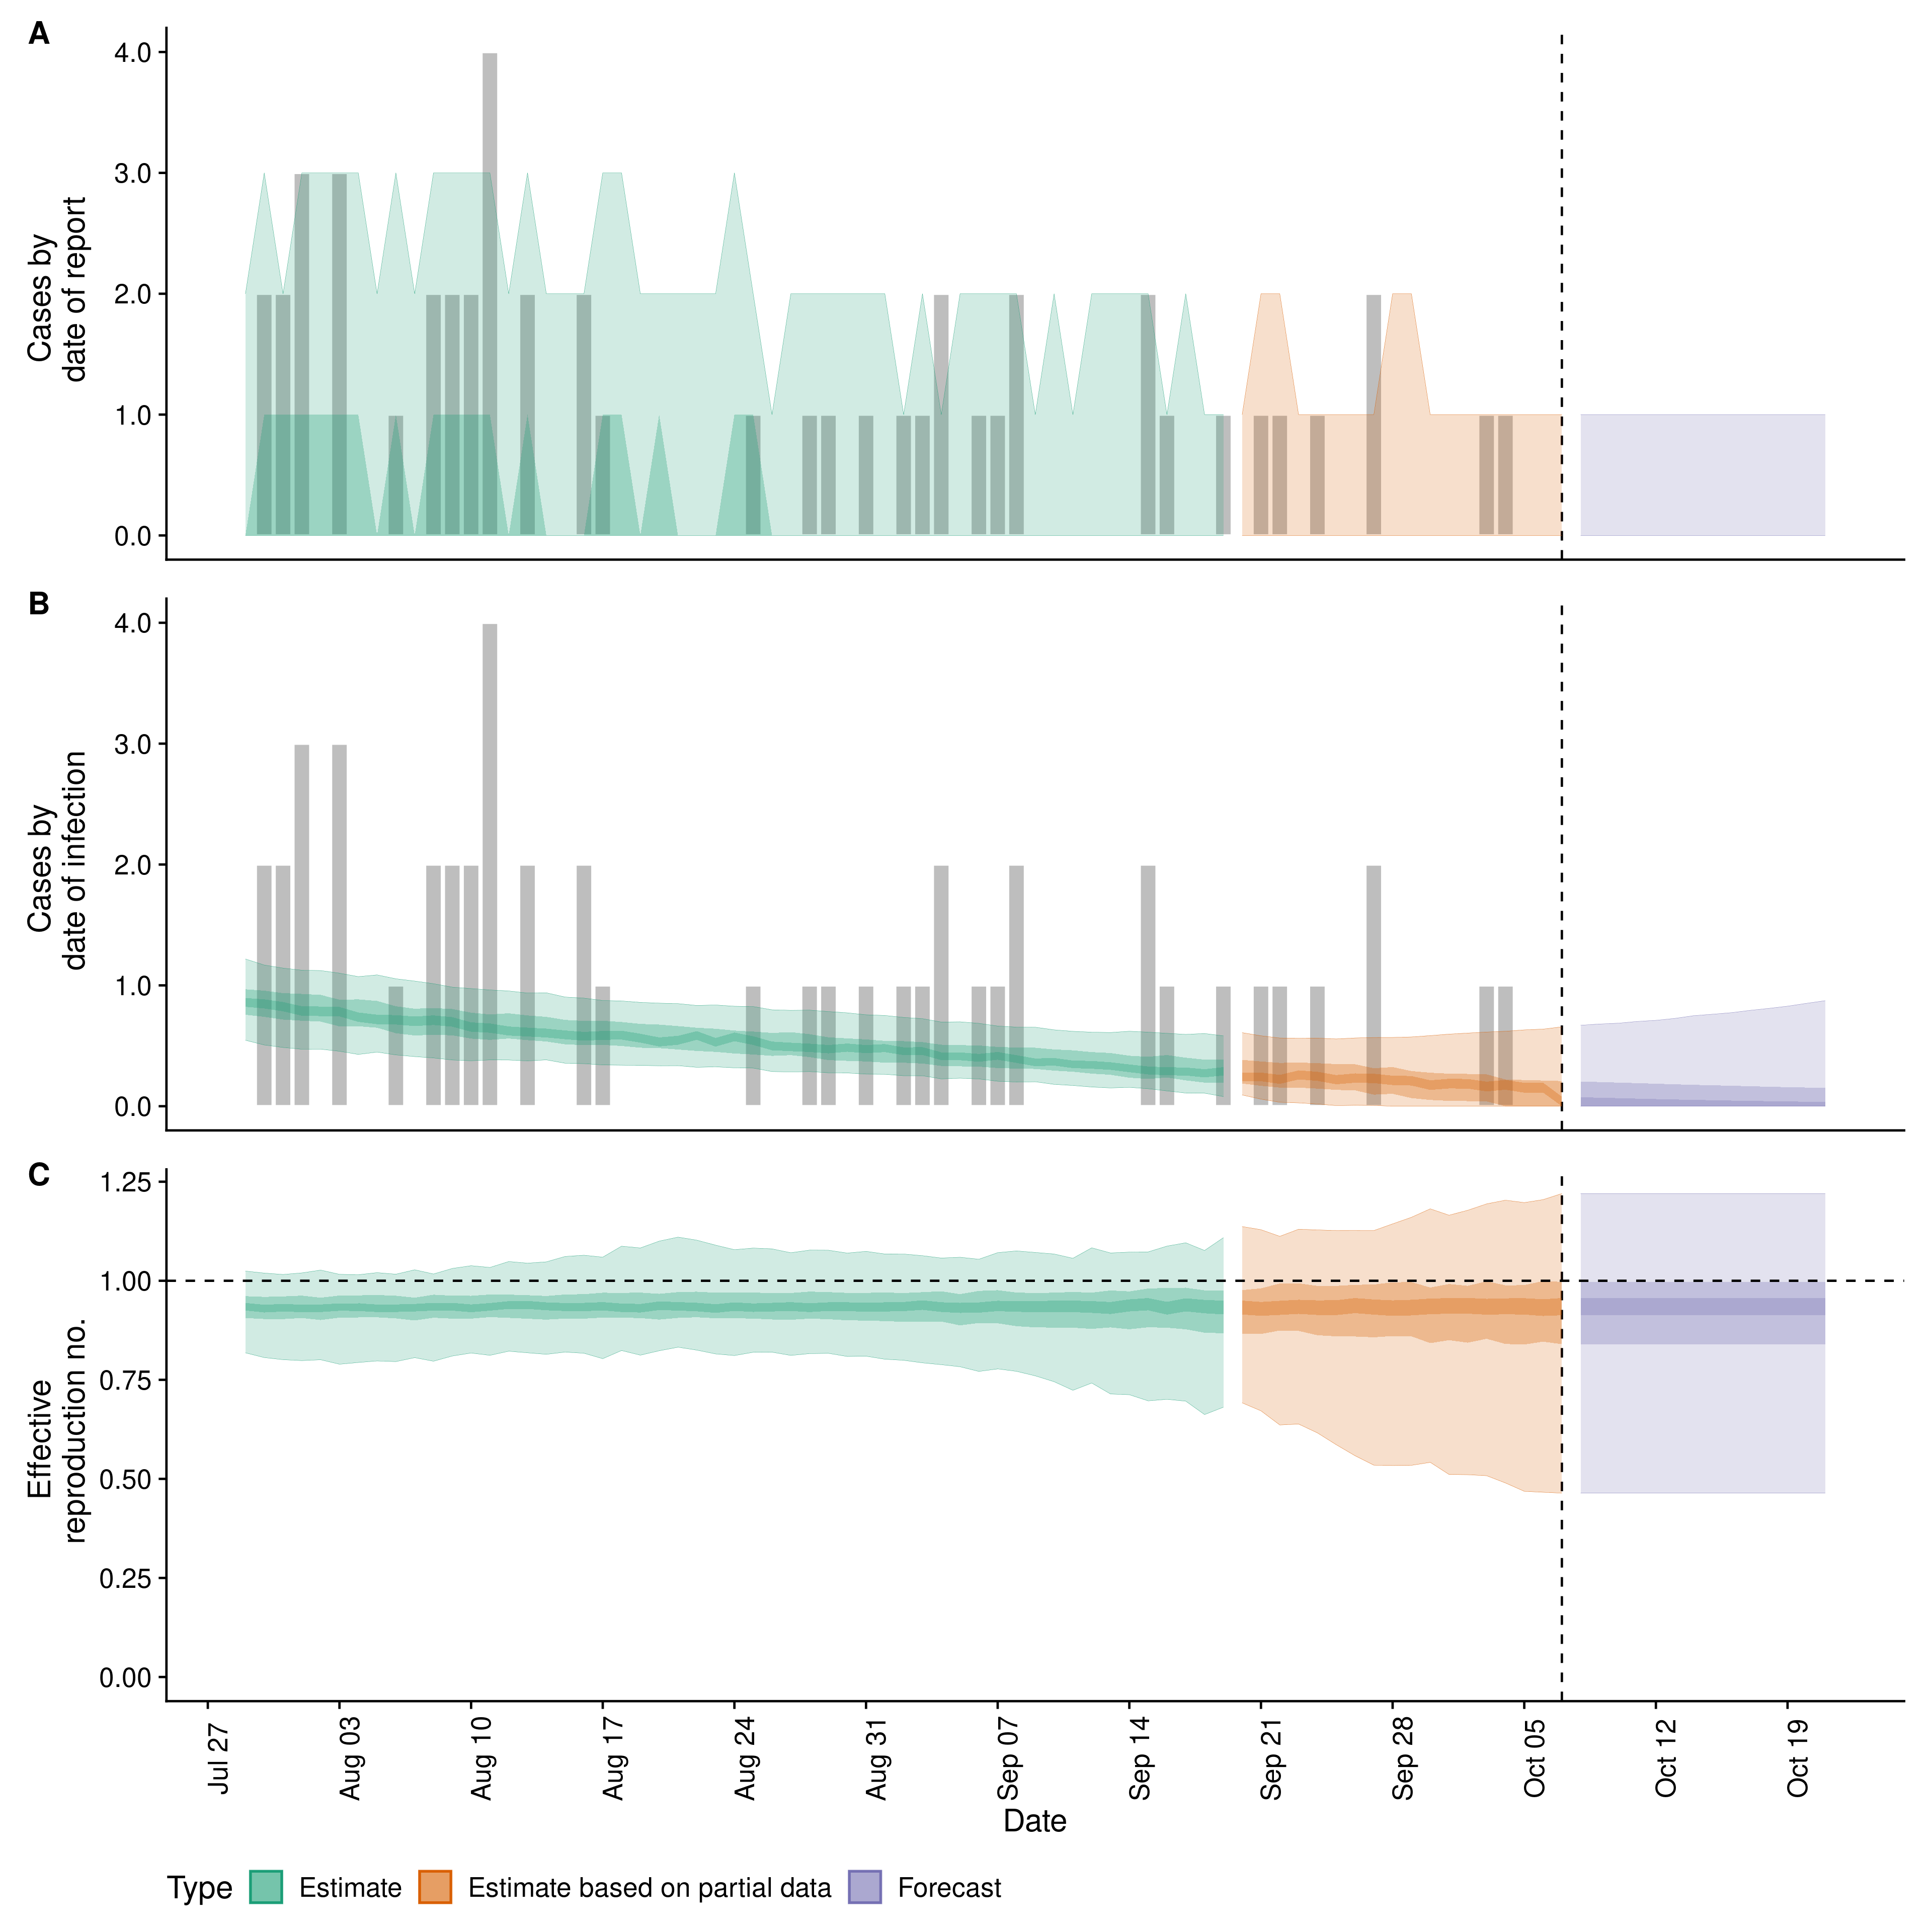 A
Cases by
date of report
4.0
3.0
2.0
1.0
0.0
B
Cases by
date of infection
4.0
3.0
2.0
1.0
0.0
C
Effective
reproduction no.
1.25
1.00
0.75
0.50
0.25
0.00
Jul 27
Aug 03
Aug 10
Aug 17
Aug 24
Aug 31
Sep 07
Sep 14
Sep 21
Sep 28
Oct 05
Oct 12
Oct 19
Date
Type Estimate Estimate based on partial data Forecast